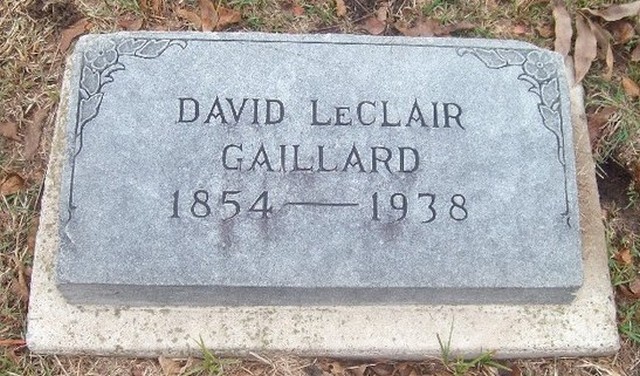 DAVID LECLAIR
GAILLARD
1854 — 1938